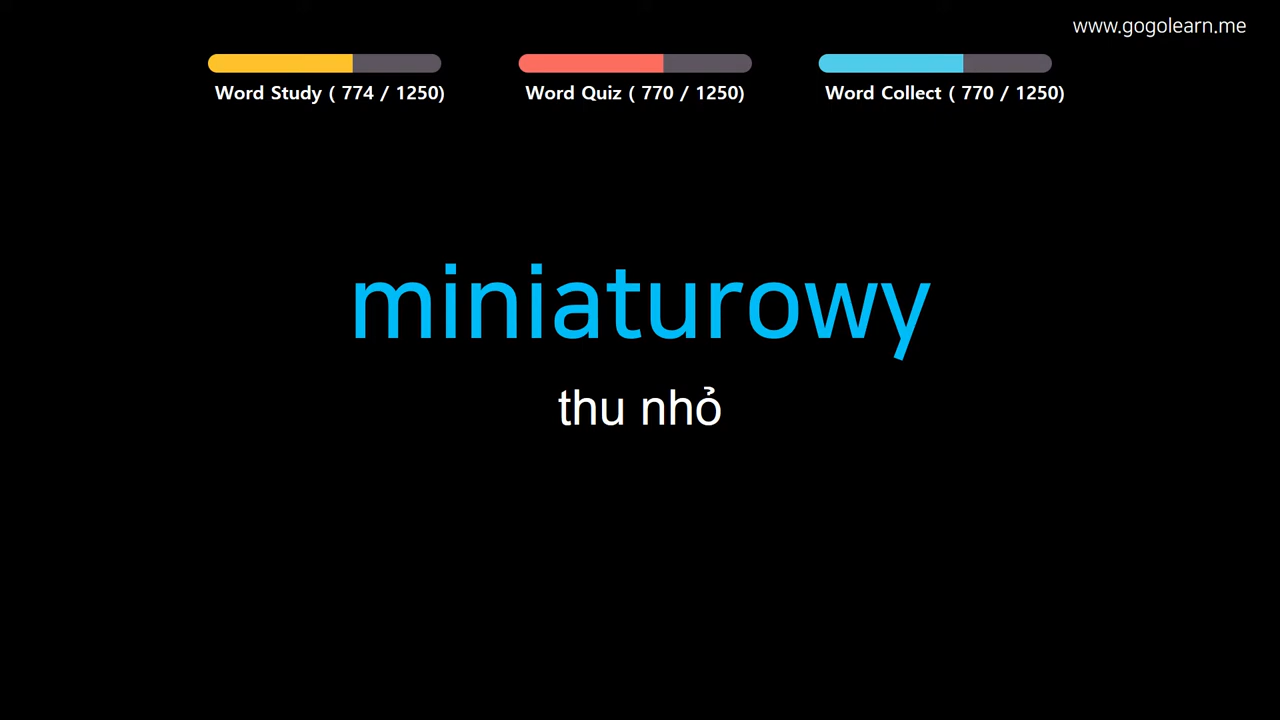 www.gogolearn.me
Word Study ( 774 / 1250)
Word Quiz ( 770 / 1250)
Word Collect ( 770 / 1250)
miniaturowy
thu nhỏ